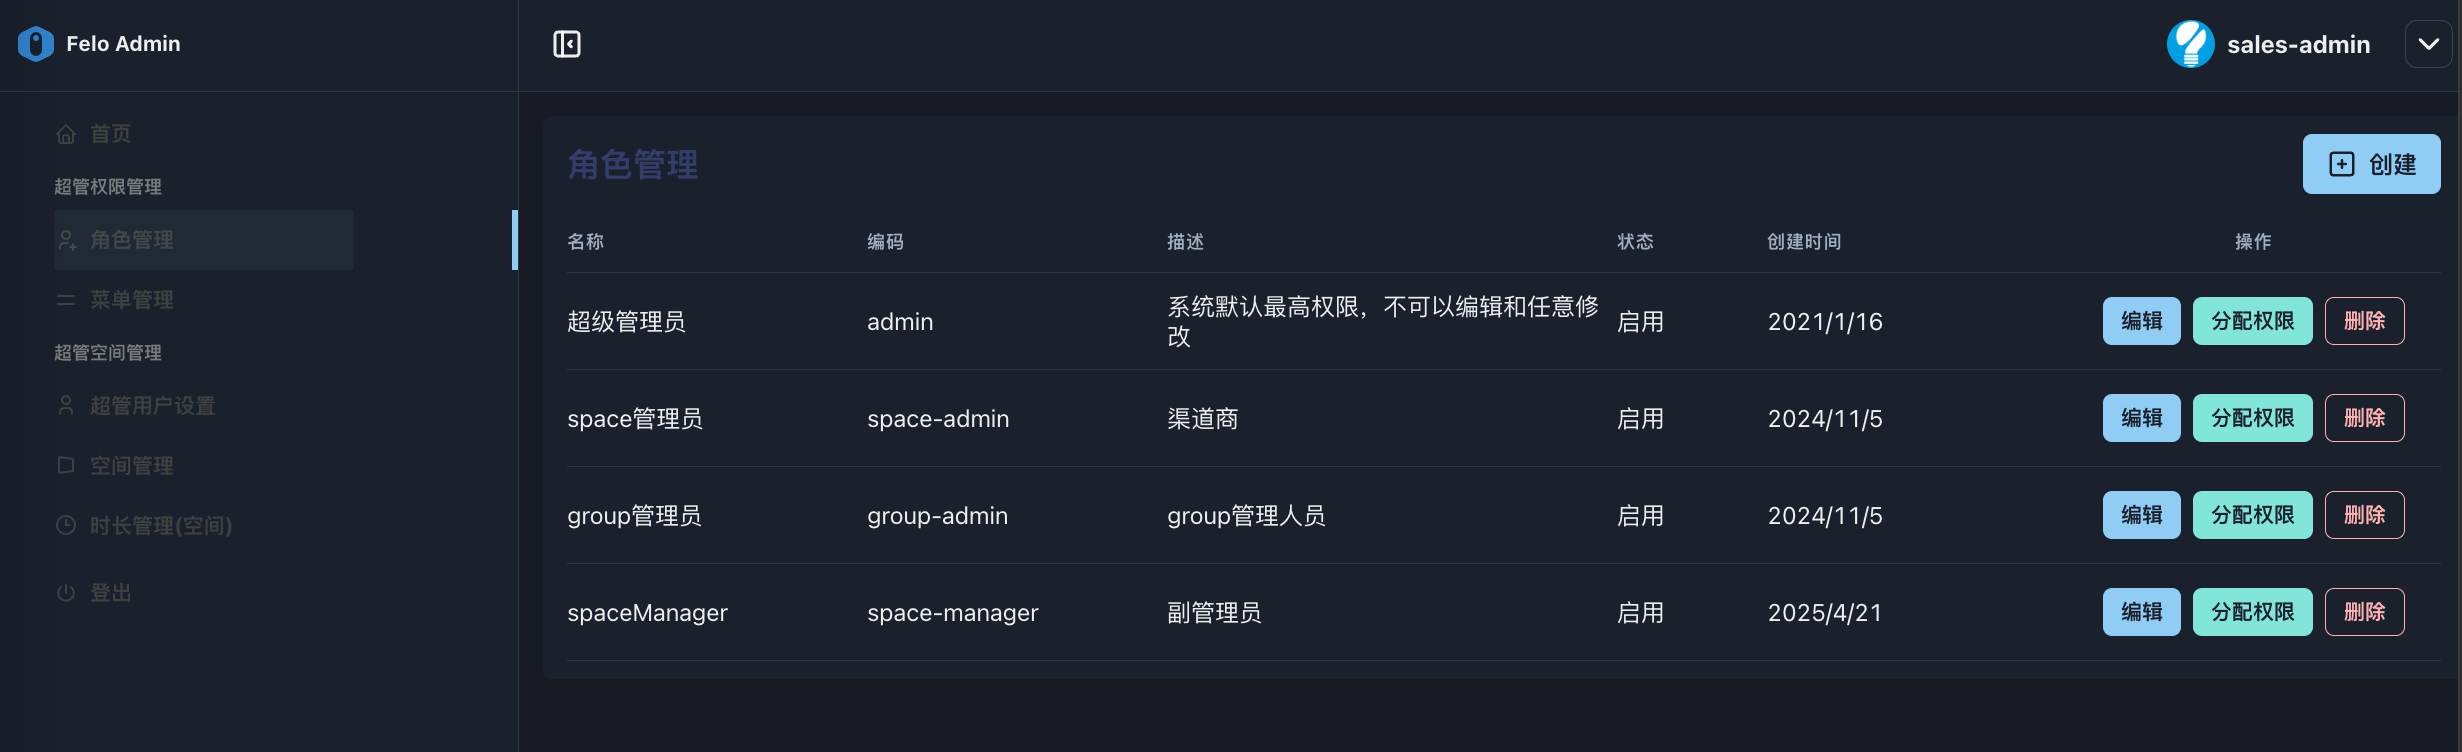 Felo Admin
sales-admin
首页
超管权限管理
角色管理
菜单管理
超管空间管理
超管用户设置
空间管理
时长管理(空间)
登出
角色管理
创建
名称 编码 描述 状态 创建时间 操作
超级管理员 admin 系统默认最高权限，不可以编辑和任意修 启用 2021/1/16 编辑 分配权限 删除
改
space管理员 space-admin 渠道商 启用 2024/11/5 编辑 分配权限 删除
group管理员 group-admin group管理人员 启用 2024/11/5 编辑 分配权限 删除
spaceManager space-manager 副管理员 启用 2025/4/21 编辑 分配权限 删除